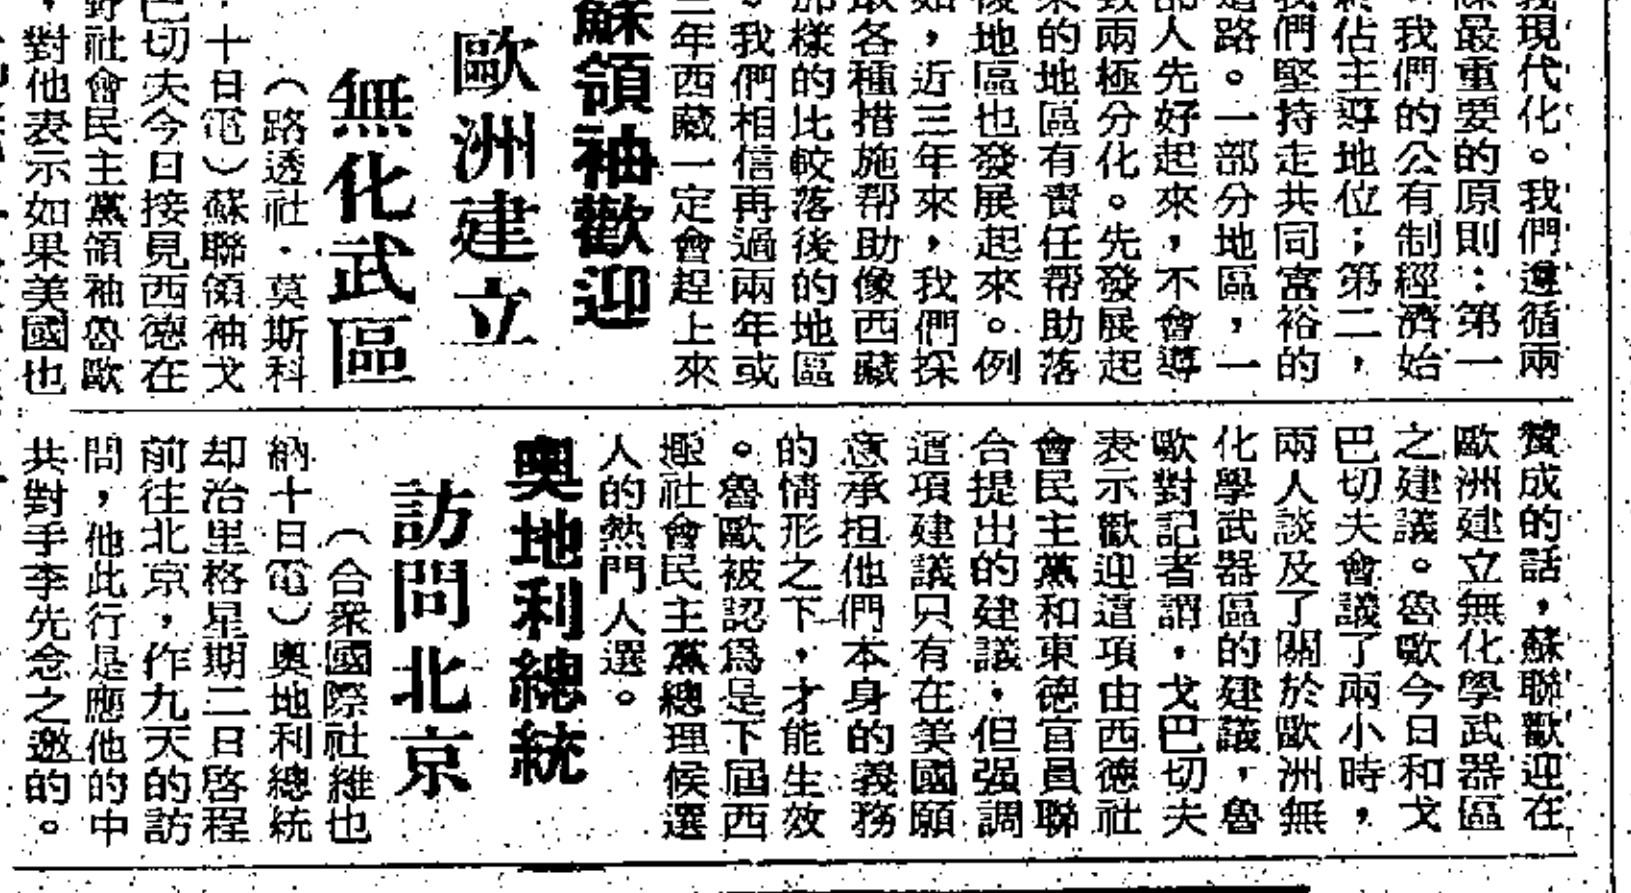 我現代化。我們遵循兩
條最重要的原則：第一
，我們的公有制經濟始
終佔主導地位；第二，
我們堅持走共同富裕的
道路。一部分地區，一
部人先好起來，不會導
致兩極分化。先發展起
來的地區有責任帮助落
後地區也發展起來。例
如，近三年來，我們採
取各種措施帮助像西藏
那樣的比較落後的地區
。我們相信再過兩年或
三年西藏一定會趕上來
蘇領袖歡迎
歐洲建立
無化武區
（路透社．莫斯科
十日電）蘇聯領袖戈
巴切夫今日接見西德在
野社會民主黨領袖魯歐
，對他表示如果美國也
贊成的話，蘇聯歡迎在
歐洲建立無化學武器區
之建議。魯歐今日和戈
巴切夫會議了兩小時，
兩人談及了關於歐洲無
化學武器區的建議，魯
歐對記者謂，戈巴切夫
表示歡迎這項由西德社
會民主黨和東德官員聯
合提出的建議，但强調
這項建議只有在美國願
意承担他們本身的義務
的情形之下，才能生效
。魯歐被認爲是下屆西
堀社會民主黨總理候選
人的熱門人選。
奧地利總統
訪問北京
（合衆國際社維也
納十日電）奧地利總統
却治里格星期二日啓程
前往北京，作九天的訪
問，他此行是應他的中
共對手李先念之邀的。